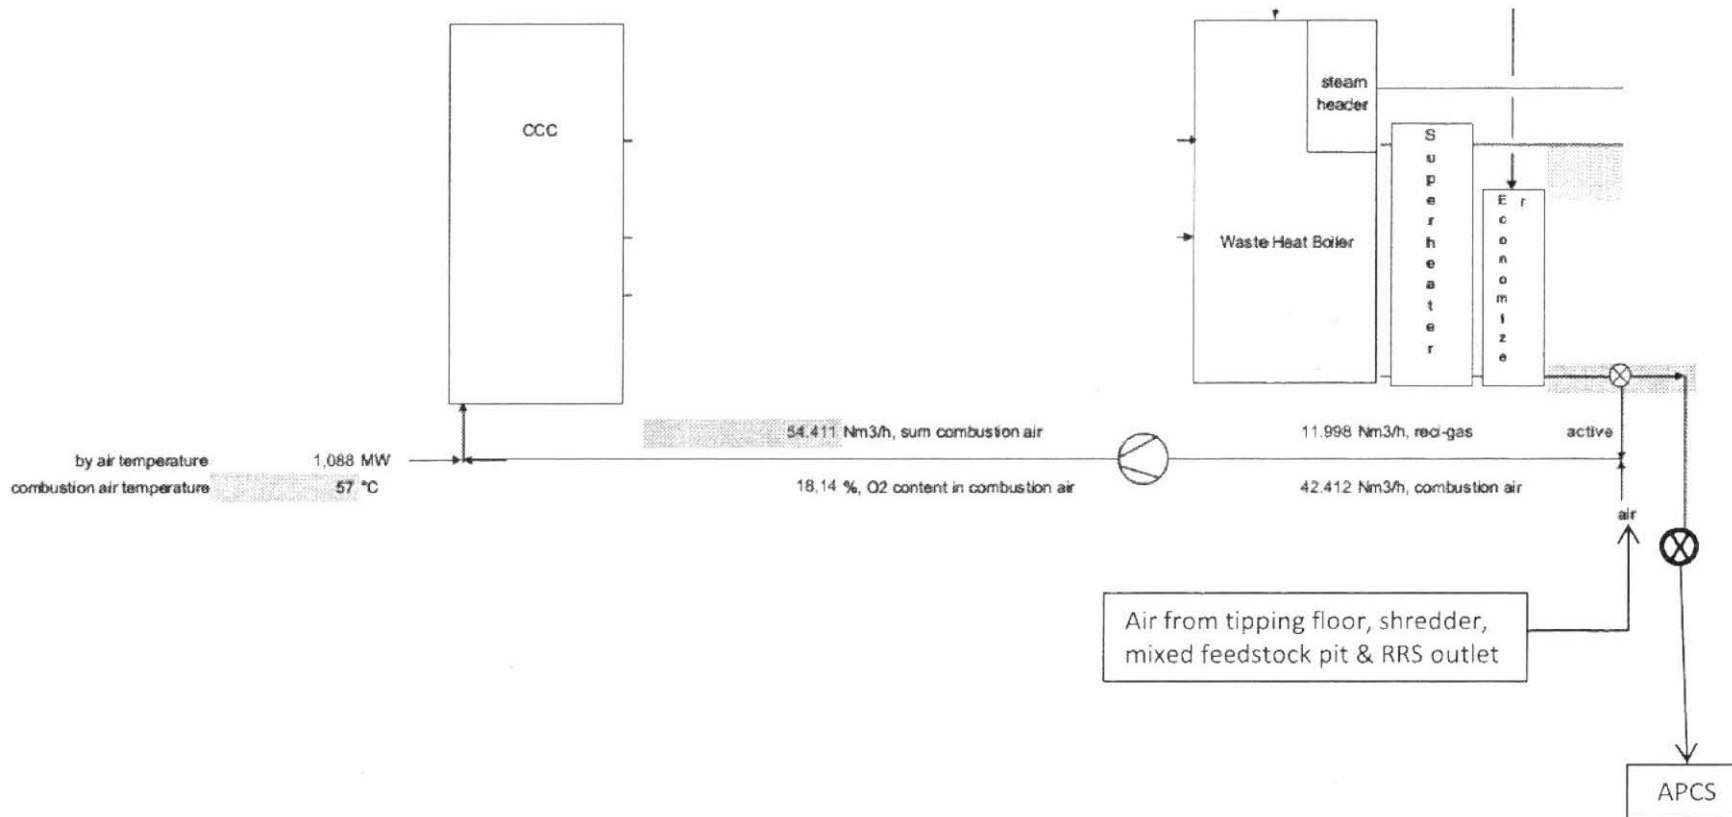 CCC
steam
header
Superheater
Economizer
Waste Heat Boiler
54.411 Nm3/h, sum combustion air
11.998 Nm3/h, reci-gas
active
by air temperature 1,088 MW
combustion air temperature 57 °C
18,14 %, O2 content in combustion air
42.412 Nm3/h, combustion air
air
Air from tipping floor, shredder,
mixed feedstock pit & RRS outlet
APCS